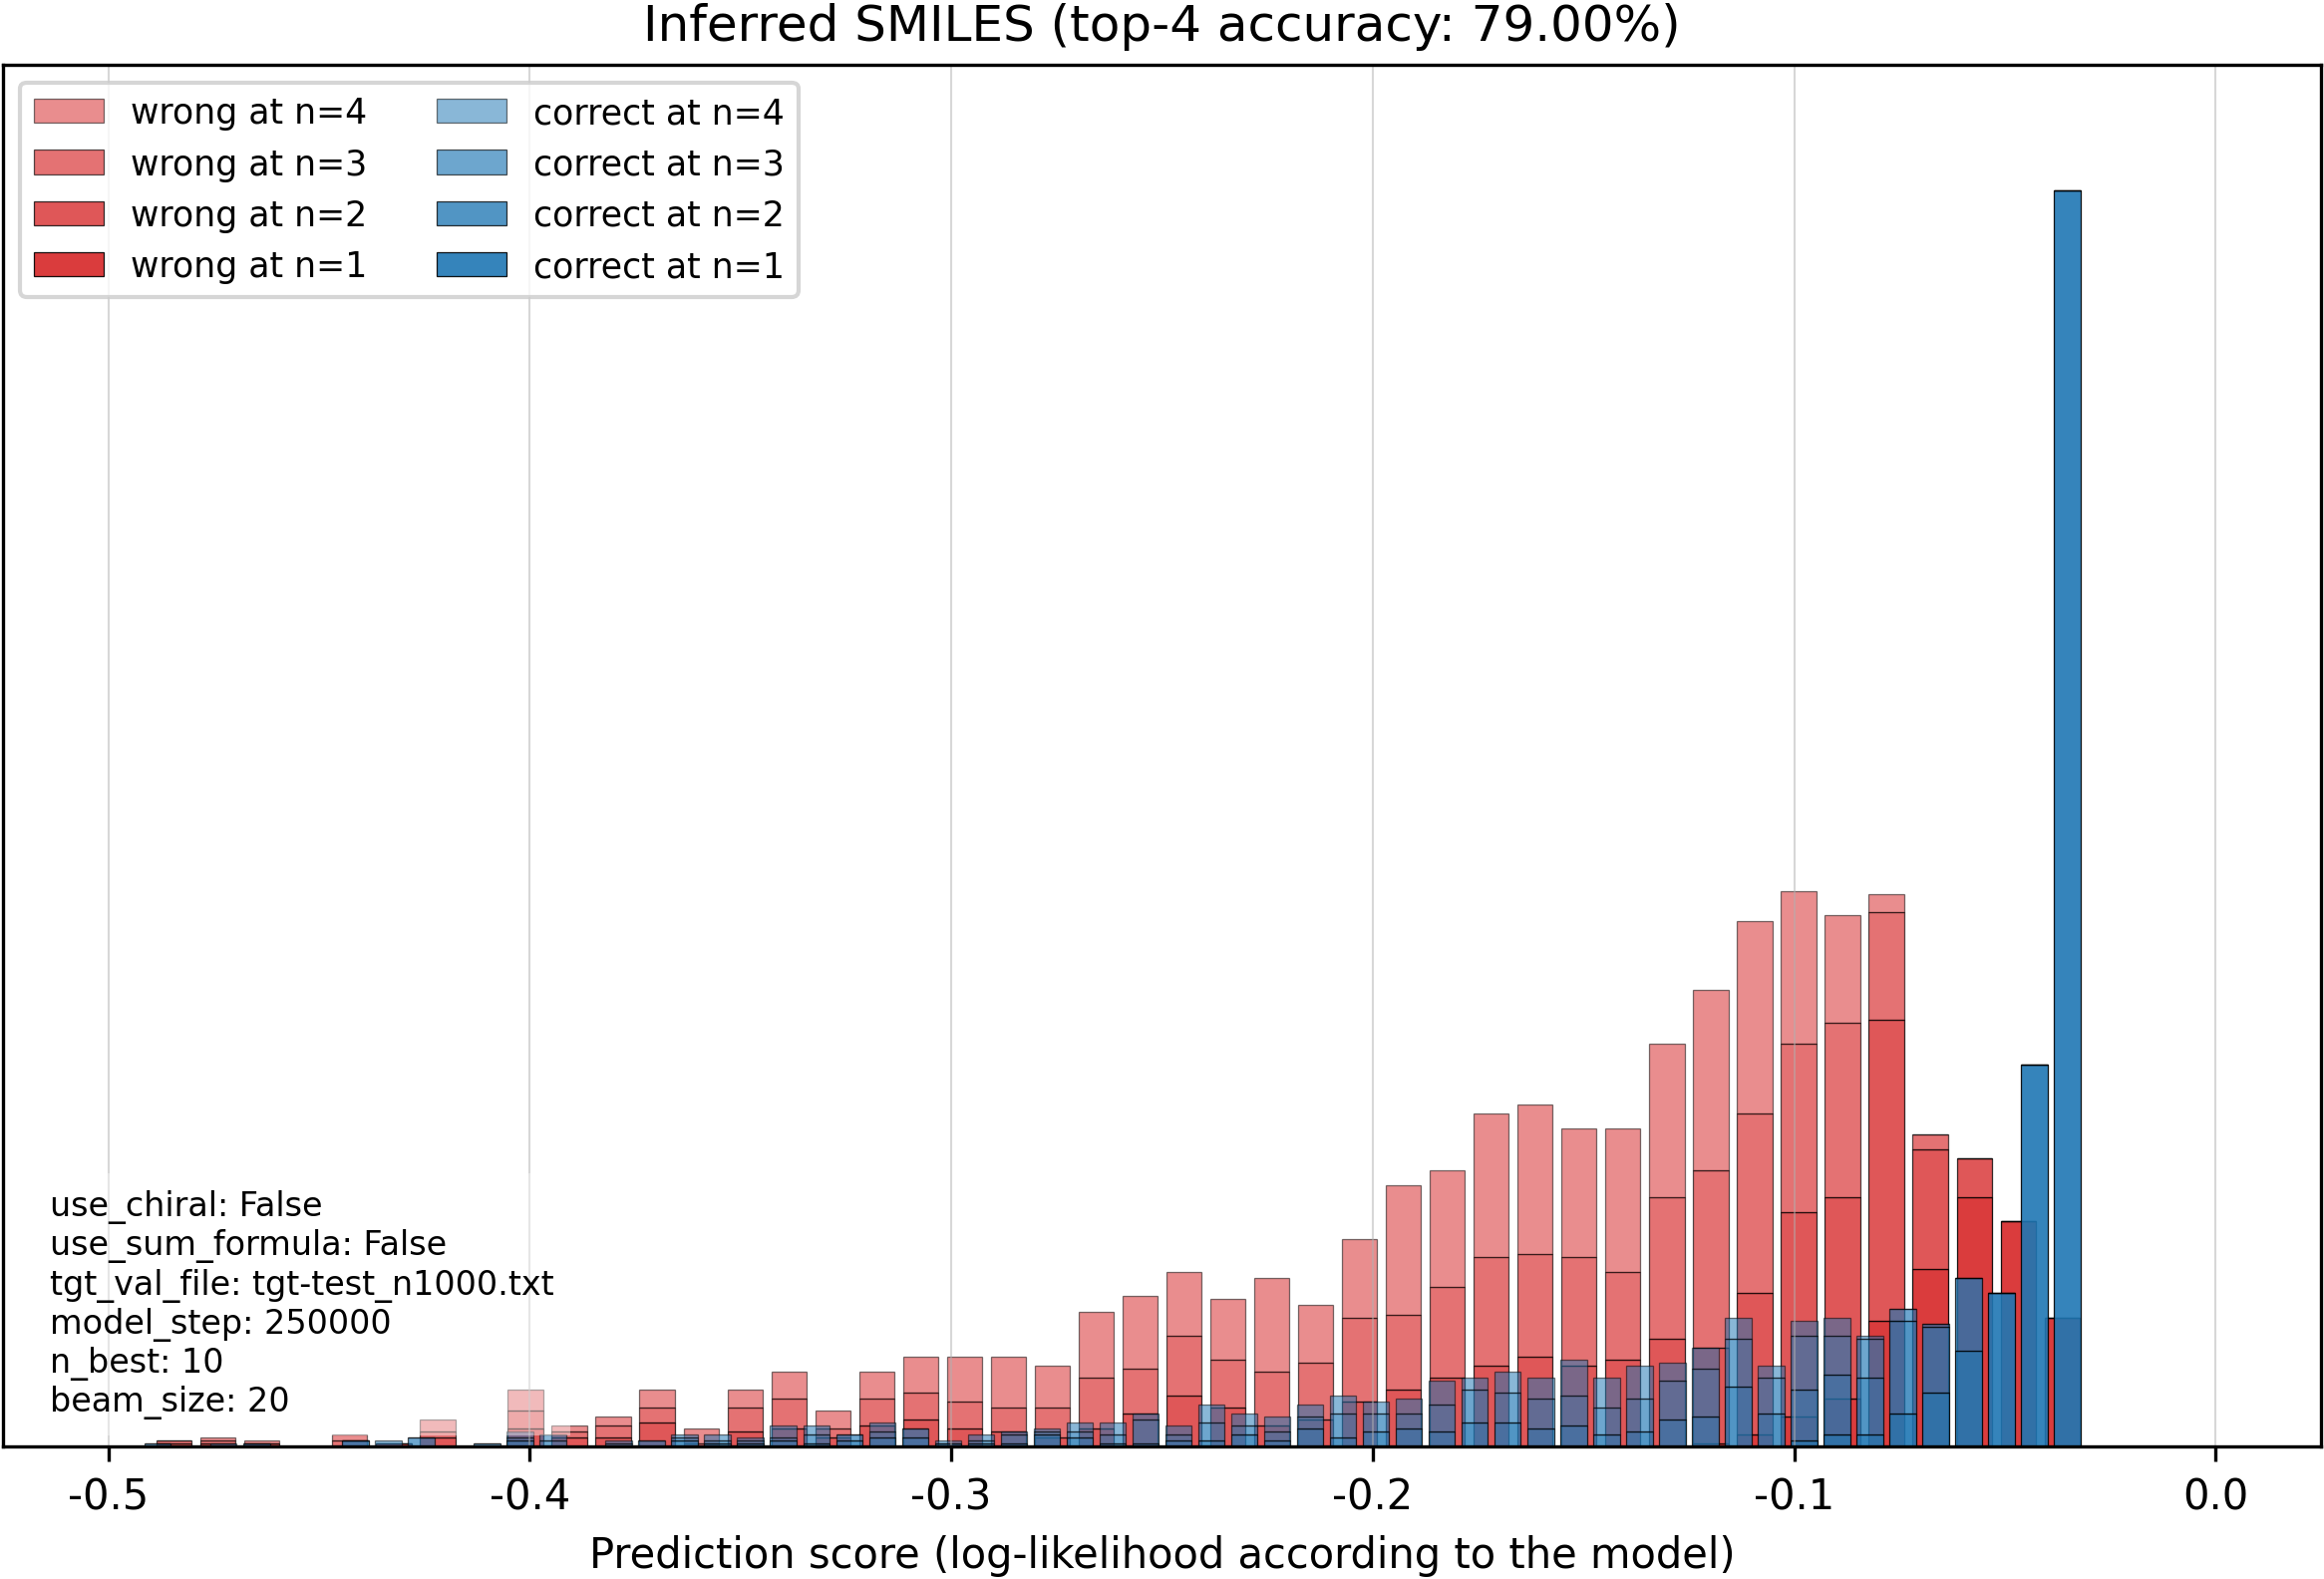 Inferred SMILES (top-4 accuracy: 79.00%)
wrong at n=4
wrong at n=3
wrong at n=2
wrong at n=1
correct at n=4
correct at n=3
correct at n=2
correct at n=1
use_chiral: False
use_sum_formula: False
tgt_val_file: tgt-test_n1000.txt
model_step: 250000
n_best: 10
beam_size: 20
-0.5 -0.4 -0.3 -0.2 -0.1 0.0
Prediction score (log-likelihood according to the model)